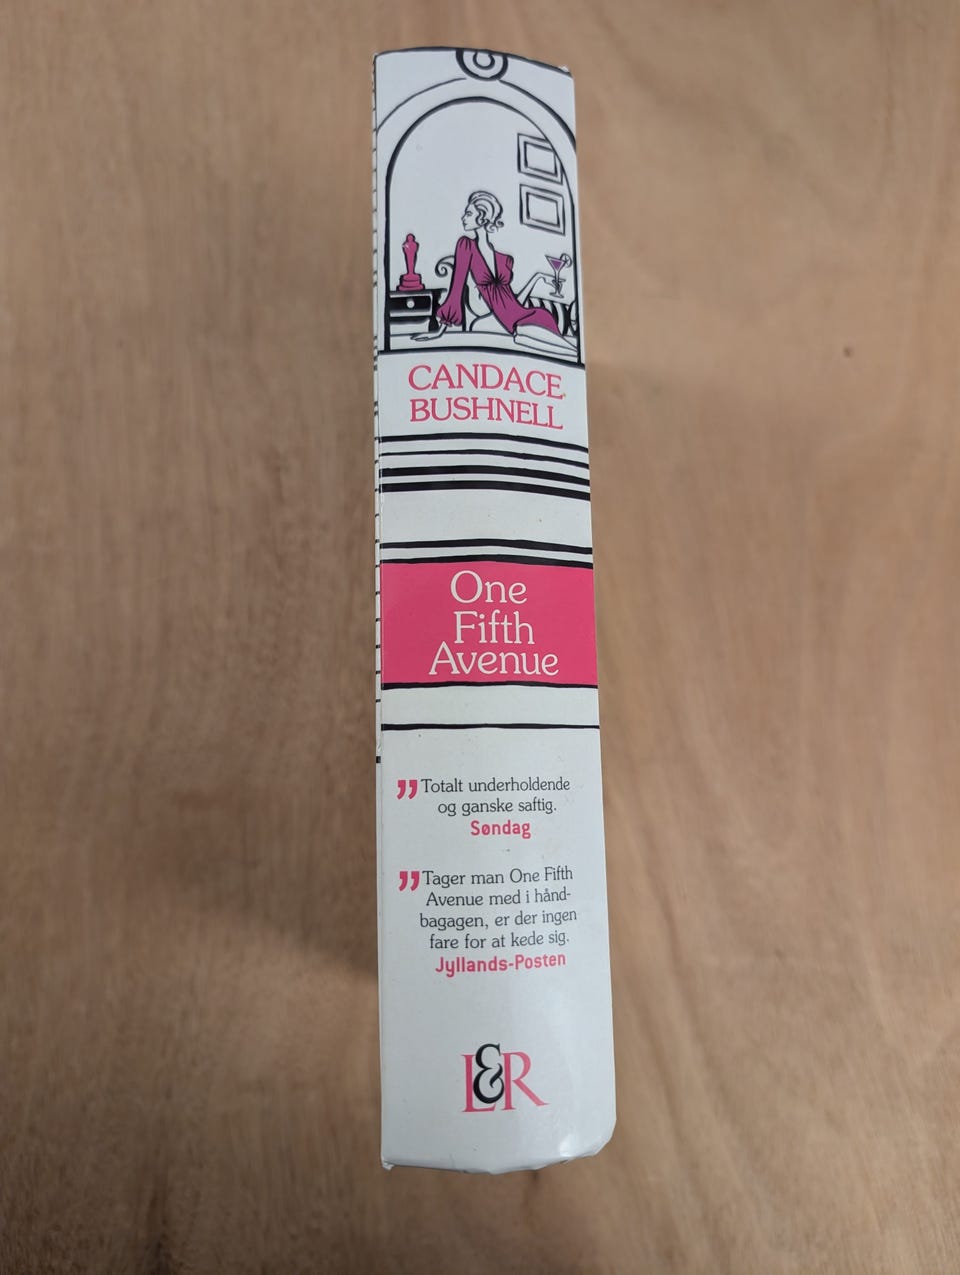 CANDACE
BUSHNELL
One
Fifth
Avenue
”Totalt underholdende
og ganske saftig.
Søndag
”Tager man One Fifth
Avenue med i hånd-
bagagen, er der ingen
fare for at kede sig.
Jyllands-Posten
L&R